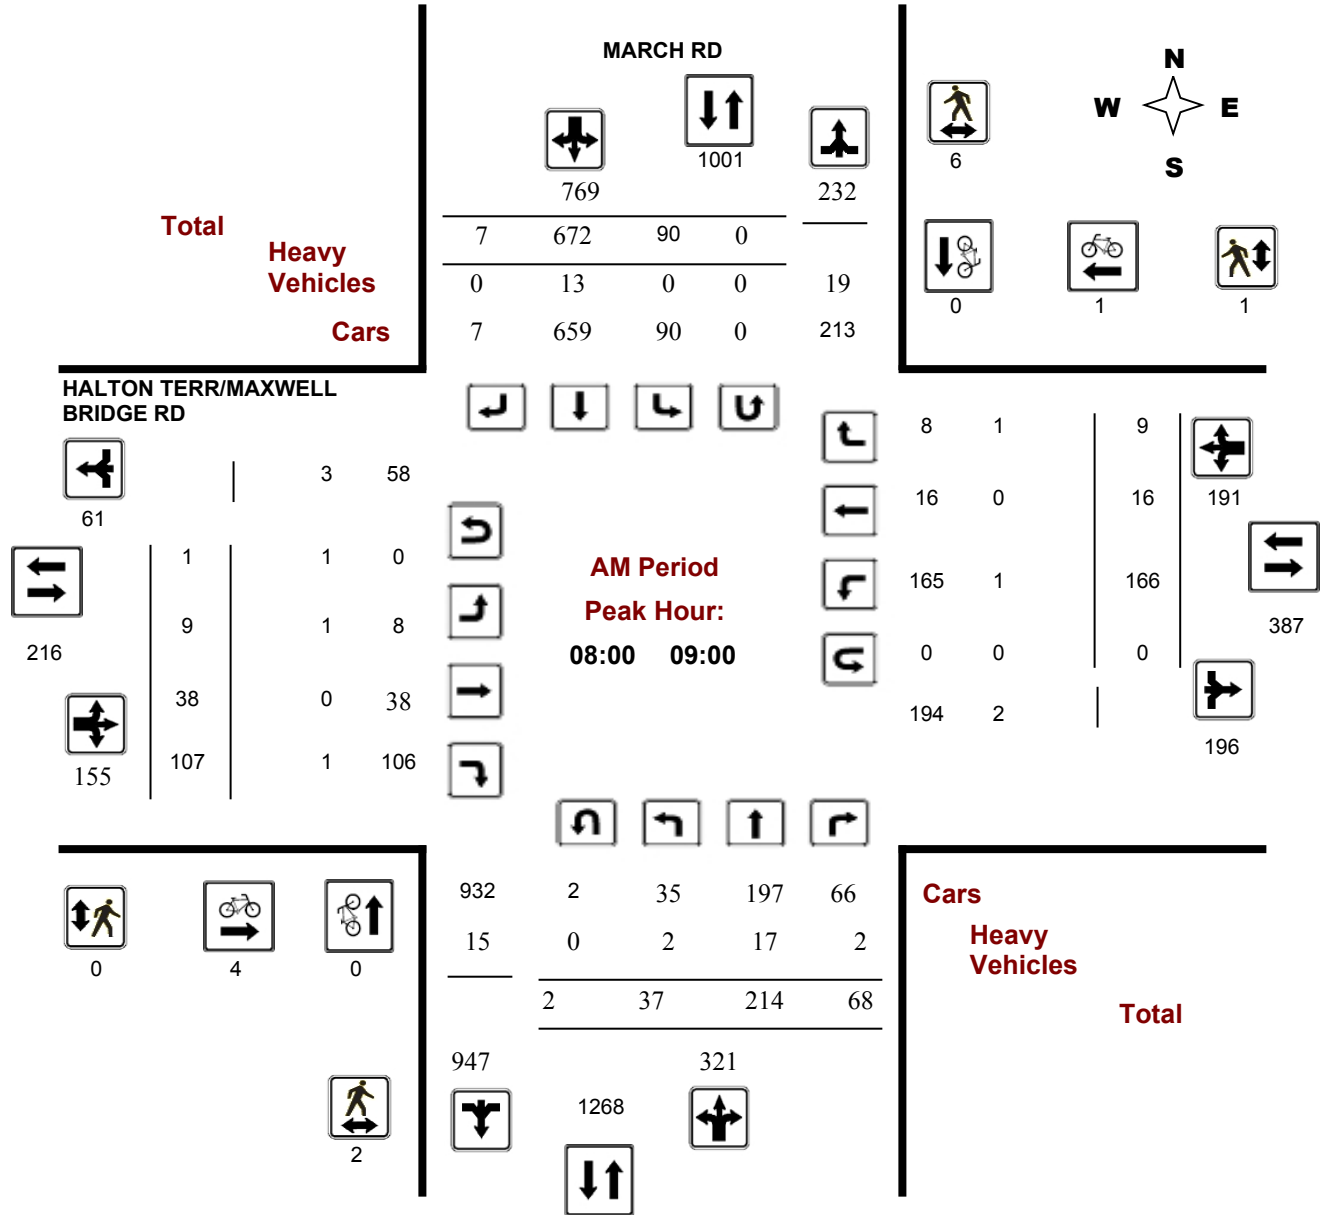 MARCH RD
N
W E
S
1001
6
769 232
Total
7 672 90 0
Heavy
Vehicles
0 13 0 0 19
Cars
7 659 90 0 213
0 1 1
HALTON TERR/MAXWELL
BRIDGE RD
8 1 9
3 58
61
16 0 16 191
1 1 0
AM Period
165 1 166
Peak Hour:
9 1 8
387
216
08:00 09:00
0 0 0
38 0 38
194 2
196
155 107 1 106
932 2 35 197 66
Cars
15 0 2 17 2
Heavy
Vehicles
0 4 0
2 37 214 68
Total
947 321
1268
2